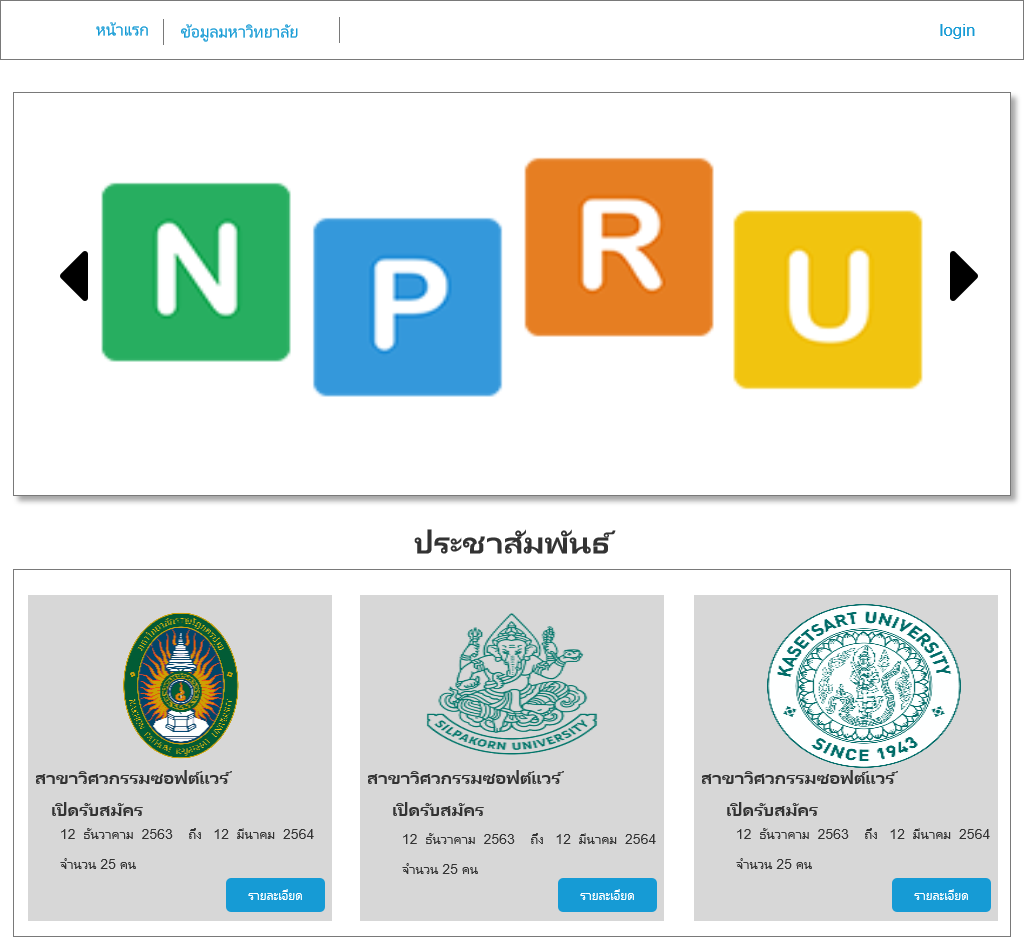 หน้าแรก
ข้อมูลมหาวิทยาลัย
login
N P R U
ประชาสัมพันธ์
SILPAKORN UNIVERSITY
KASETSART UNIVERSITY
SINCE 1943
สาขาวิศวกรรมซอฟต์แวร์
เปิดรับสมัคร
12 ธันวาคาม 2563 ถึง 12 มีนาคม 2564
จำนวน 25 คน
รายละเอียด
สาขาวิศวกรรมซอฟต์แวร์
เปิดรับสมัคร
12 ธันวาคาม 2563 ถึง 12 มีนาคม 2564
จำนวน 25 คน
รายละเอียด
สาขาวิศวกรรมซอฟต์แวร์
เปิดรับสมัคร
12 ธันวาคาม 2563 ถึง 12 มีนาคม 2564
จำนวน 25 คน
รายละเอียด